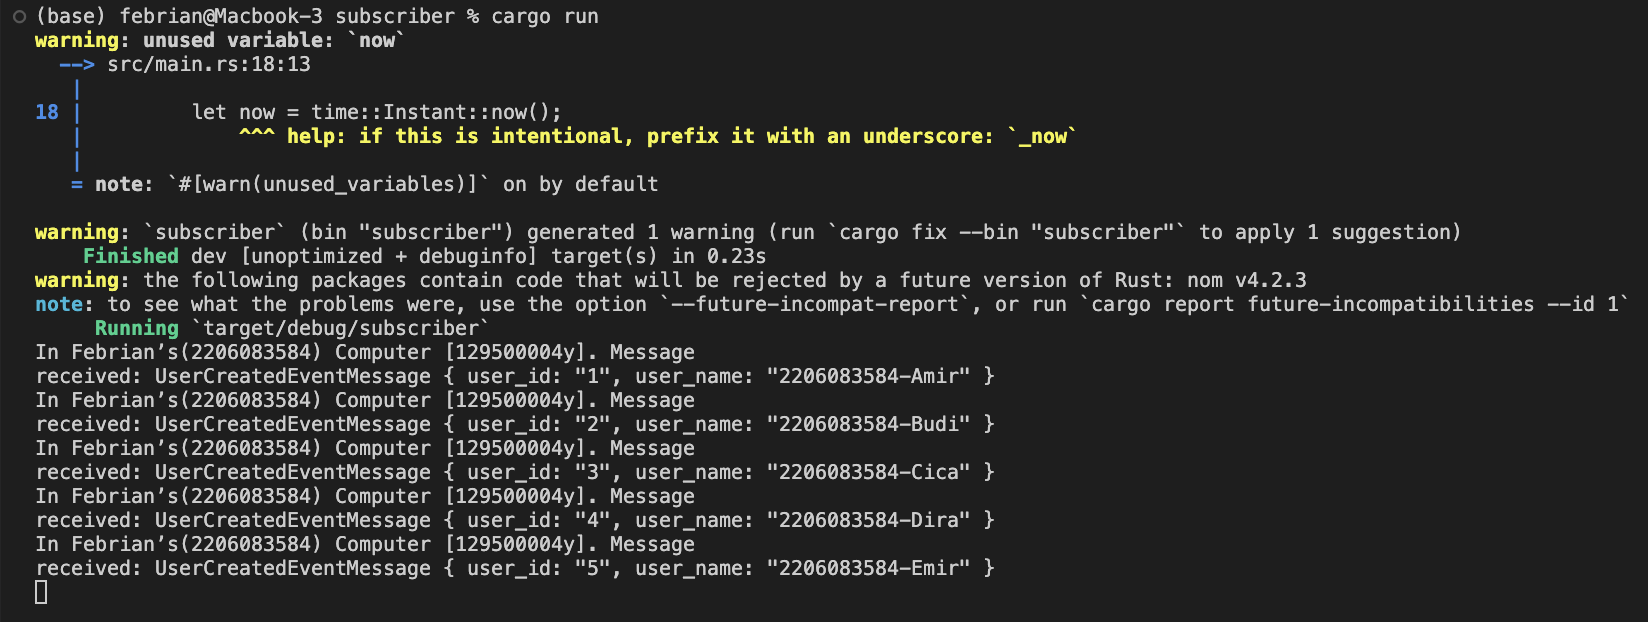 (base) febrian@Macbook-3 subscriber % cargo run
warning: unused variable: `now`
  --> src/main.rs:18:13
   |
18 |         let now = time::Instant::now();
   |             ^^^ help: if this is intentional, prefix it with an underscore: `_now`
   |
   = note: `#[warn(unused_variables)]` on by default

warning: `subscriber` (bin "subscriber") generated 1 warning (run `cargo fix --bin "subscriber"` to apply 1 suggestion)
    Finished dev [unoptimized + debuginfo] target(s) in 0.23s
warning: the following packages contain code that will be rejected by a future version of Rust: nom v4.2.3
note: to see what the problems were, use the option `--future-incompat-report`, or run `cargo report future-incompatibilities --id 1`
     Running `target/debug/subscriber`
In Febrian’s(2206083584) Computer [129500004y]. Message
received: UserCreatedEventMessage { user_id: "1", user_name: "2206083584-Amir" }
In Febrian’s(2206083584) Computer [129500004y]. Message
received: UserCreatedEventMessage { user_id: "2", user_name: "2206083584-Budi" }
In Febrian’s(2206083584) Computer [129500004y]. Message
received: UserCreatedEventMessage { user_id: "3", user_name: "2206083584-Cica" }
In Febrian’s(2206083584) Computer [129500004y]. Message
received: UserCreatedEventMessage { user_id: "4", user_name: "2206083584-Dira" }
In Febrian’s(2206083584) Computer [129500004y]. Message
received: UserCreatedEventMessage { user_id: "5", user_name: "2206083584-Emir" }